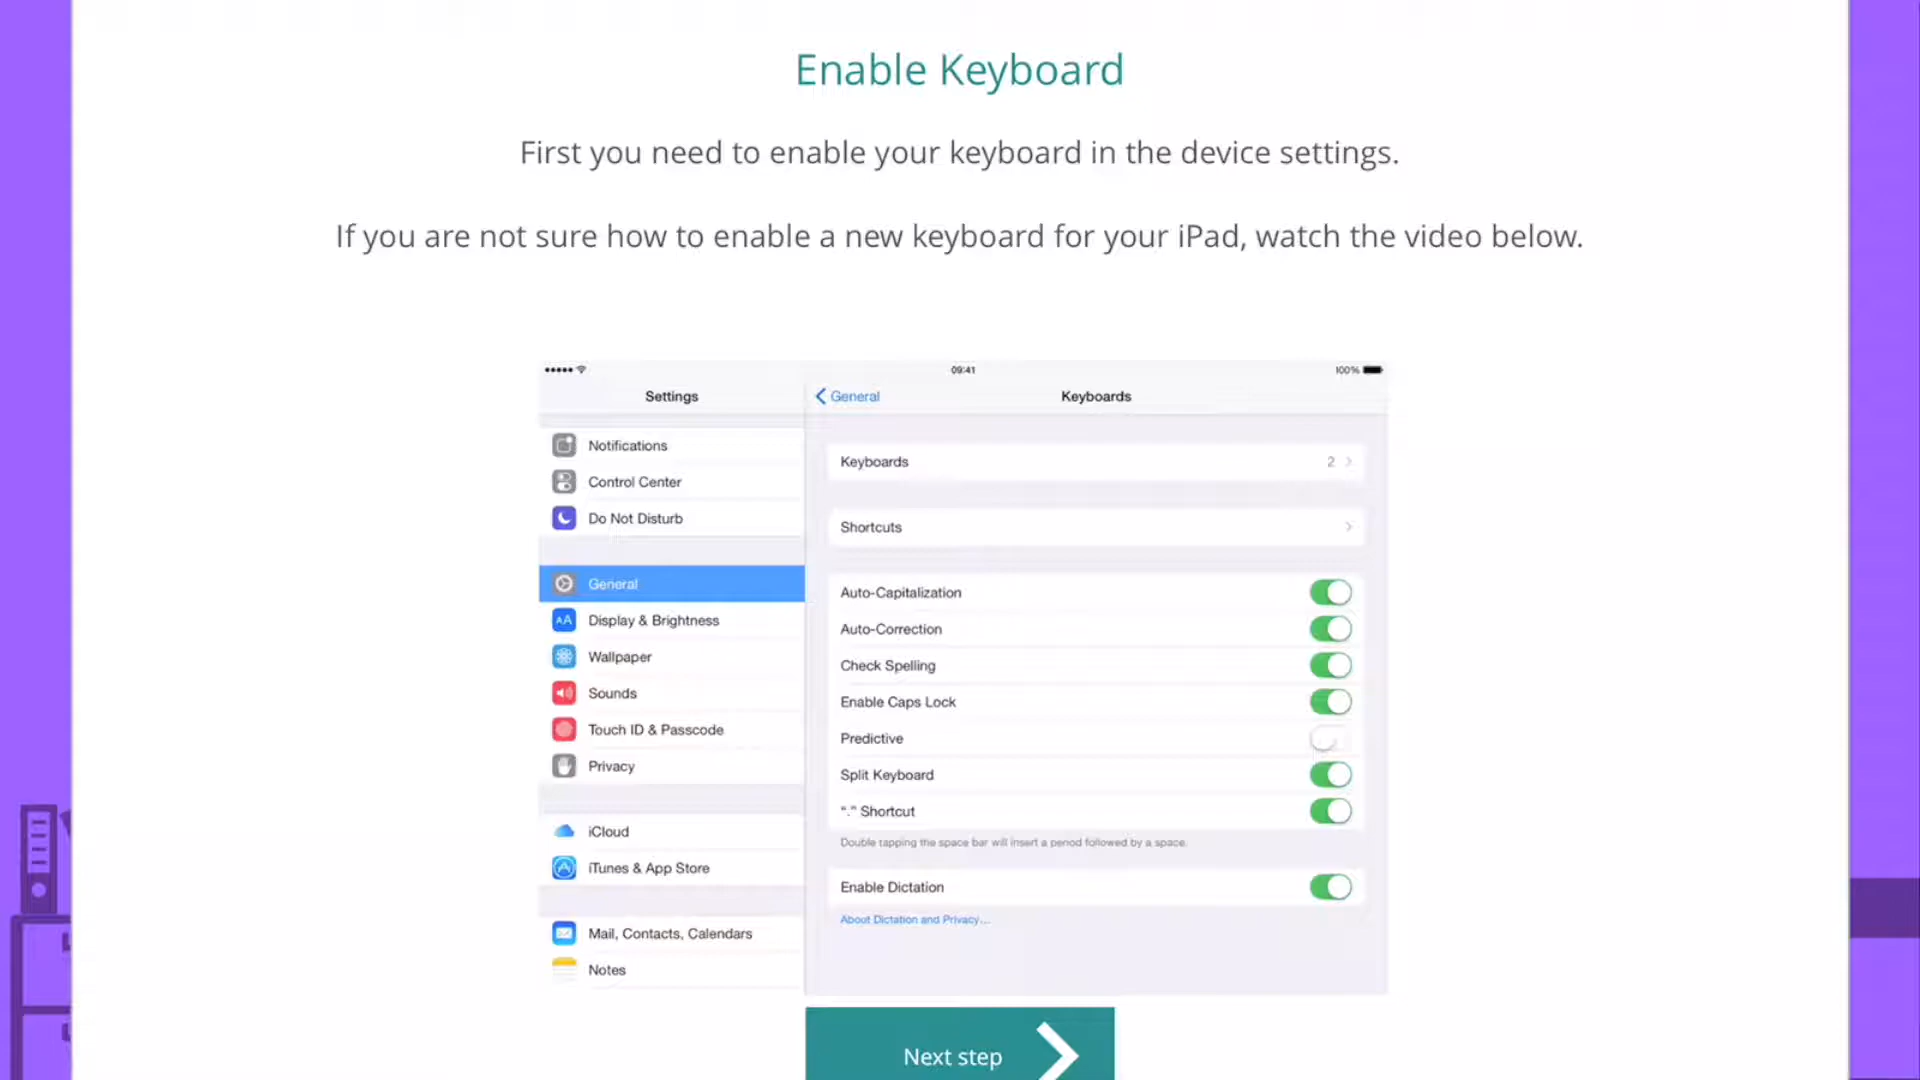 Enable Keyboard
First you need to enable your keyboard in the device settings.
If you are not sure how to enable a new keyboard for your iPad, watch the video below.
09:41
100%
Settings
General
Keyboards
Notifications
Control Center
Do Not Disturb
General
Display & Brightness
Wallpaper
Sounds
Touch ID & Passcode
Privacy
iCloud
iTunes & App Store
Mail, Contacts, Calendars
Notes
Keyboards 2
Shortcuts
Auto-Capitalization
Auto-Correction
Check Spelling
Enable Caps Lock
Predictive
Split Keyboard
“.” Shortcut
Double tapping the space bar will insert a period followed by a space.
Enable Dictation
About Dictation and Privacy...
Next step